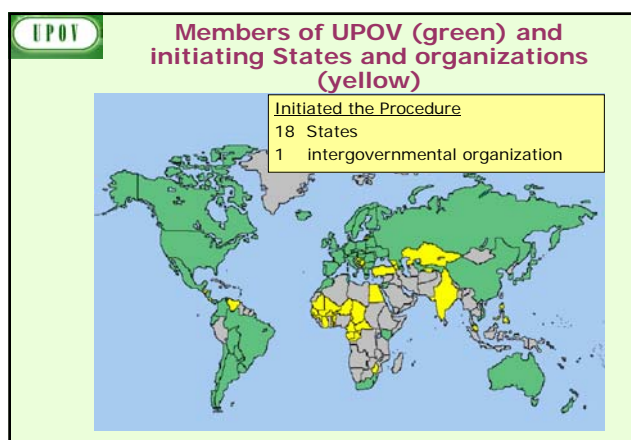 UPOV
Members of UPOV (green) and
initiating States and organizations
(yellow)
Initiated the Procedure
18 States
1 intergovernmental organization